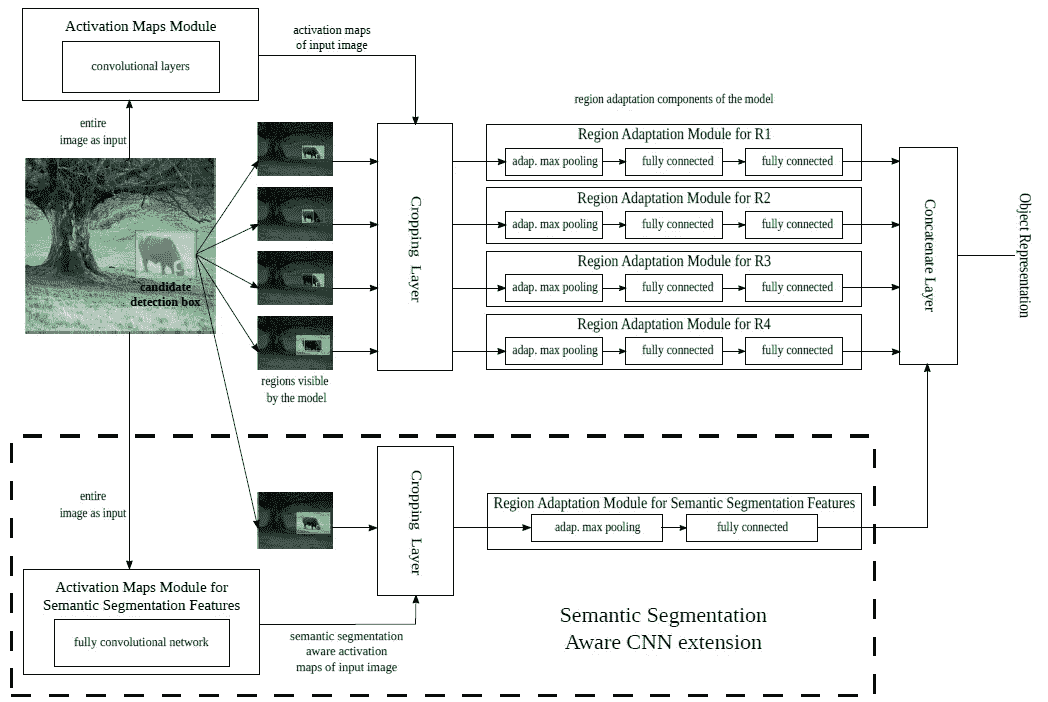 Activation Maps Module
convolutional layers
activation maps
of input image
entire
image as input
candidate
detection box
regions visible
by the model
Cropping Layer
region adaptation components of the model
Region Adaptation Module for R1
adap. max pooling
fully connected
fully connected
Region Adaptation Module for R2
adap. max pooling
fully connected
fully connected
Region Adaptation Module for R3
adap. max pooling
fully connected
fully connected
Region Adaptation Module for R4
adap. max pooling
fully connected
fully connected
Concatenate Layer
Object Representation
entire
image as input
Activation Maps Module for
Semantic Segmentation Features
fully convolutional network
semantic segmentation
aware activation
maps of input image
Cropping Layer
Region Adaptation Module for Semantic Segmentation Features
adap. max pooling
fully connected
Semantic Segmentation
Aware CNN extension